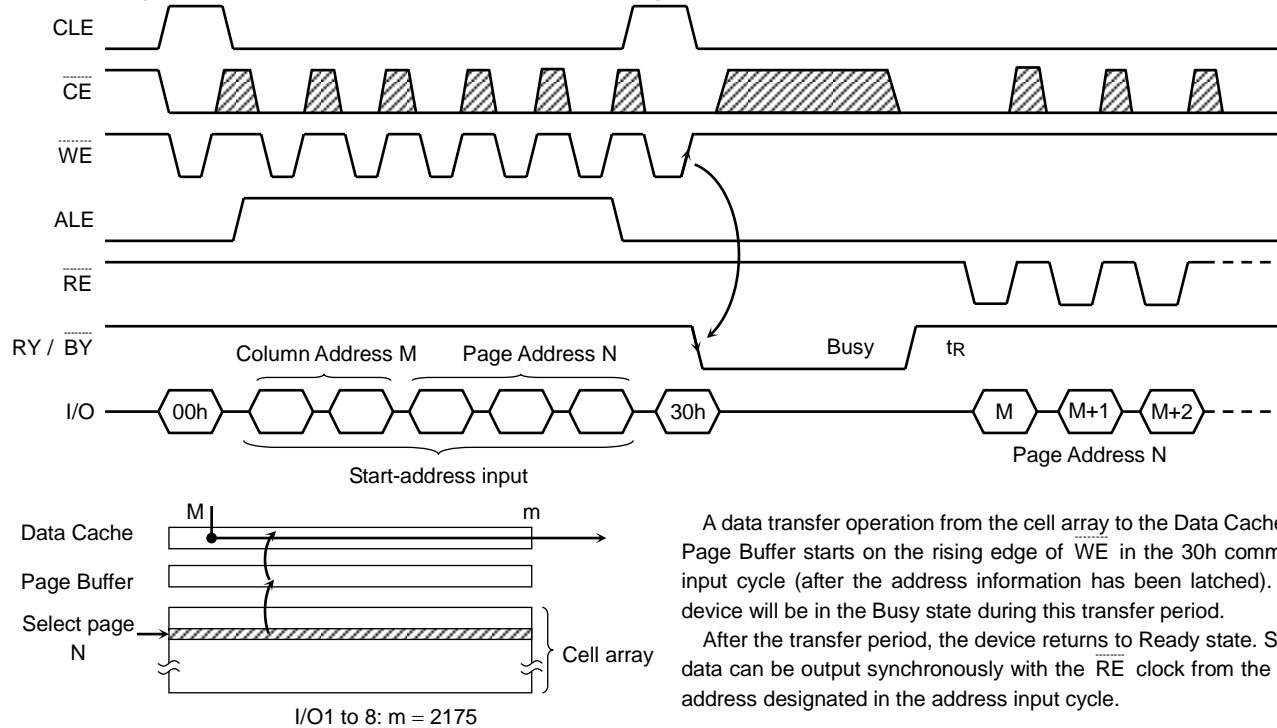 CLE
CE
WE
ALE
RE
RY / BY
Busy
tR
Column Address M
Page Address N
I/O
00h
30h
M
M+1
M+2
Start-address input
Page Address N
M
m
Data Cache
Page Buffer
Select page
N
Cell array
I/O1 to 8: m = 2175
A data transfer operation from the cell array to the Data Cache
Page Buffer starts on the rising edge of WE in the 30h comm
input cycle (after the address information has been latched).
device will be in the Busy state during this transfer period.
After the transfer period, the device returns to Ready state. S
data can be output synchronously with the RE clock from the
address designated in the address input cycle.